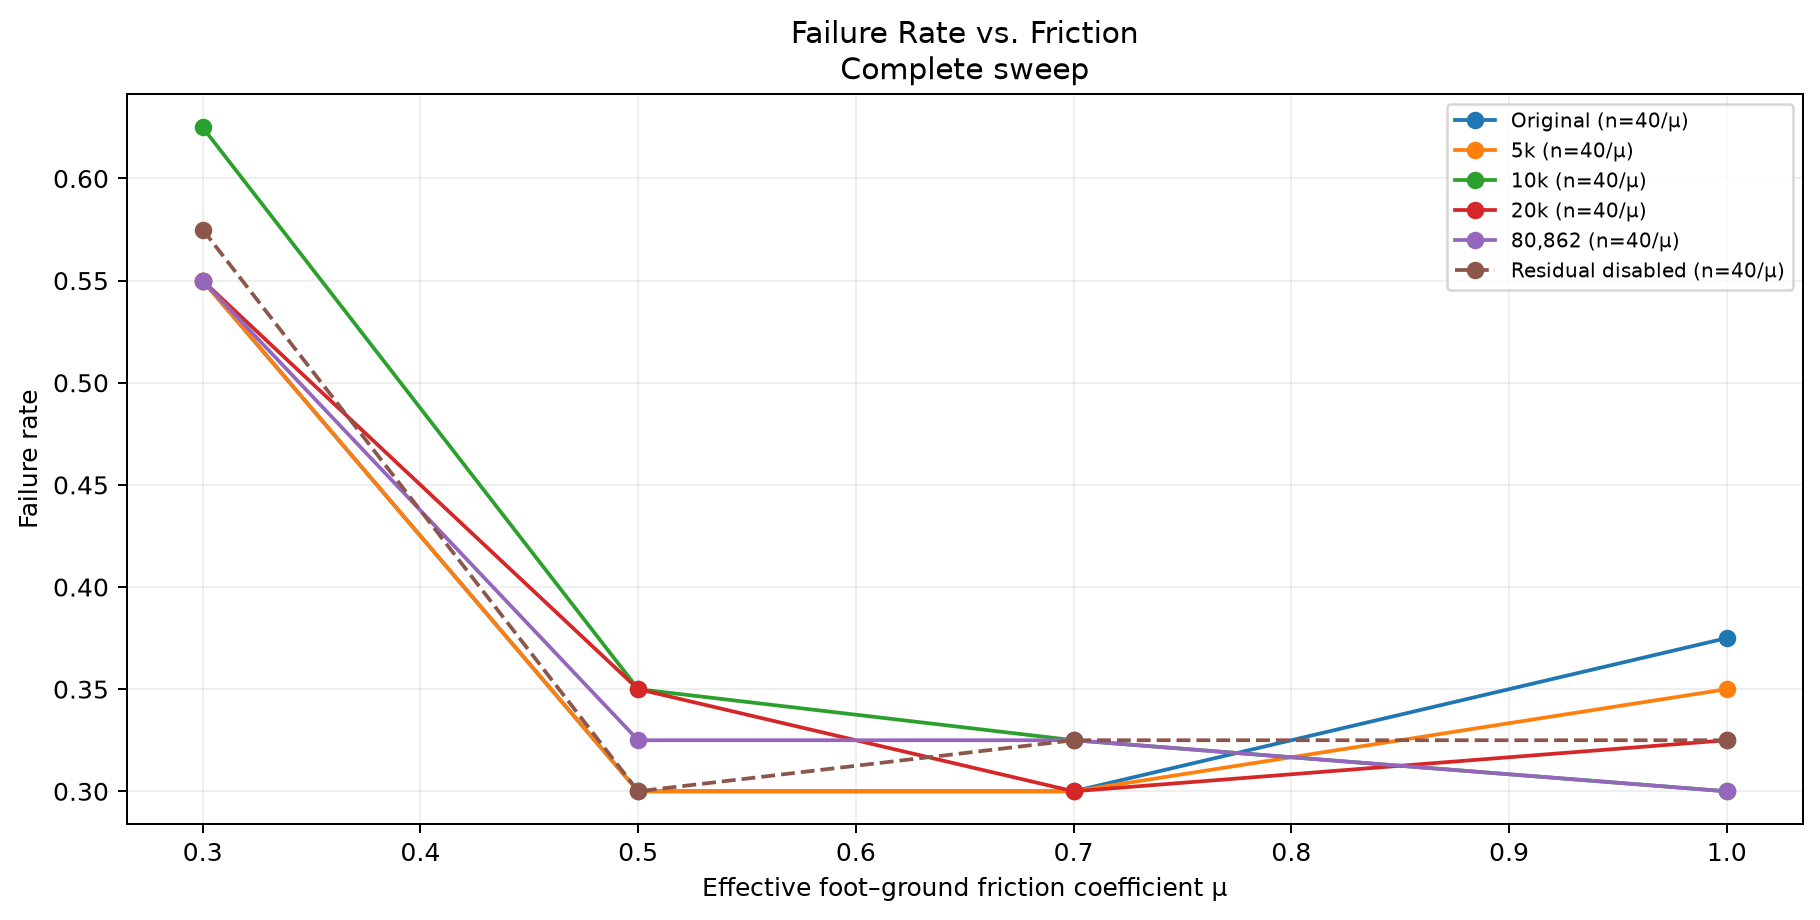 Failure Rate vs. Friction
Complete sweep
Original (n=40/μ)
5k (n=40/μ)
10k (n=40/μ)
20k (n=40/μ)
80,862 (n=40/μ)
Residual disabled (n=40/μ)
Failure rate
0.60
0.55
0.50
0.45
0.40
0.35
0.30
0.3 0.4 0.5 0.6 0.7 0.8 0.9 1.0
Effective foot–ground friction coefficient μ